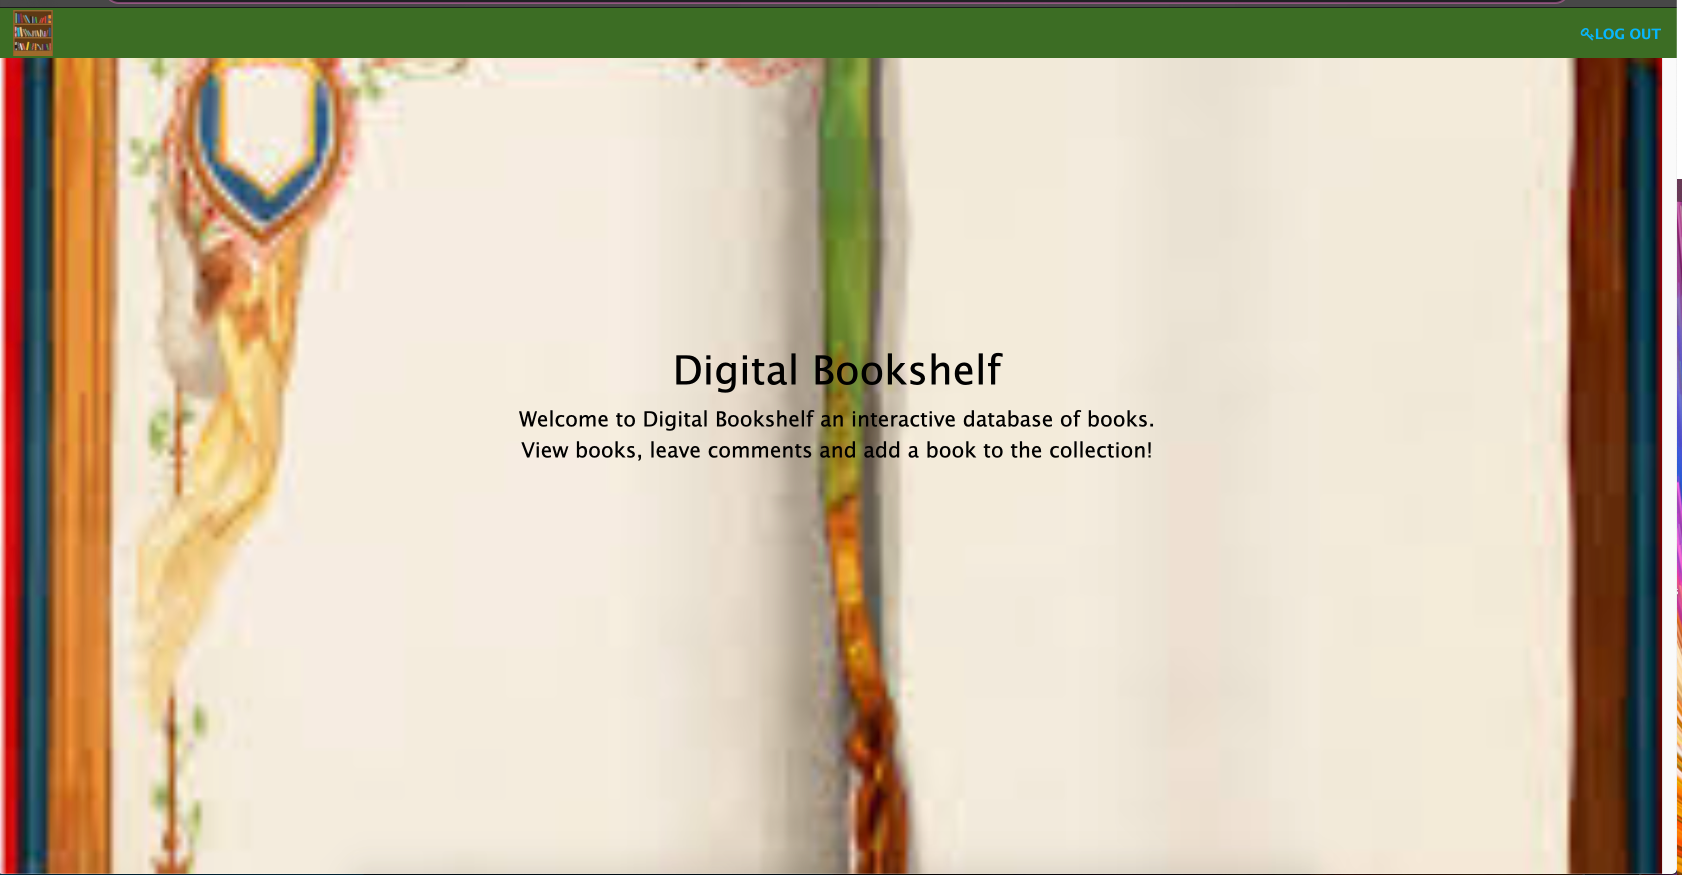 LOG OUT
Digital Bookshelf
Welcome to Digital Bookshelf an interactive database of books.
View books, leave comments and add a book to the collection!